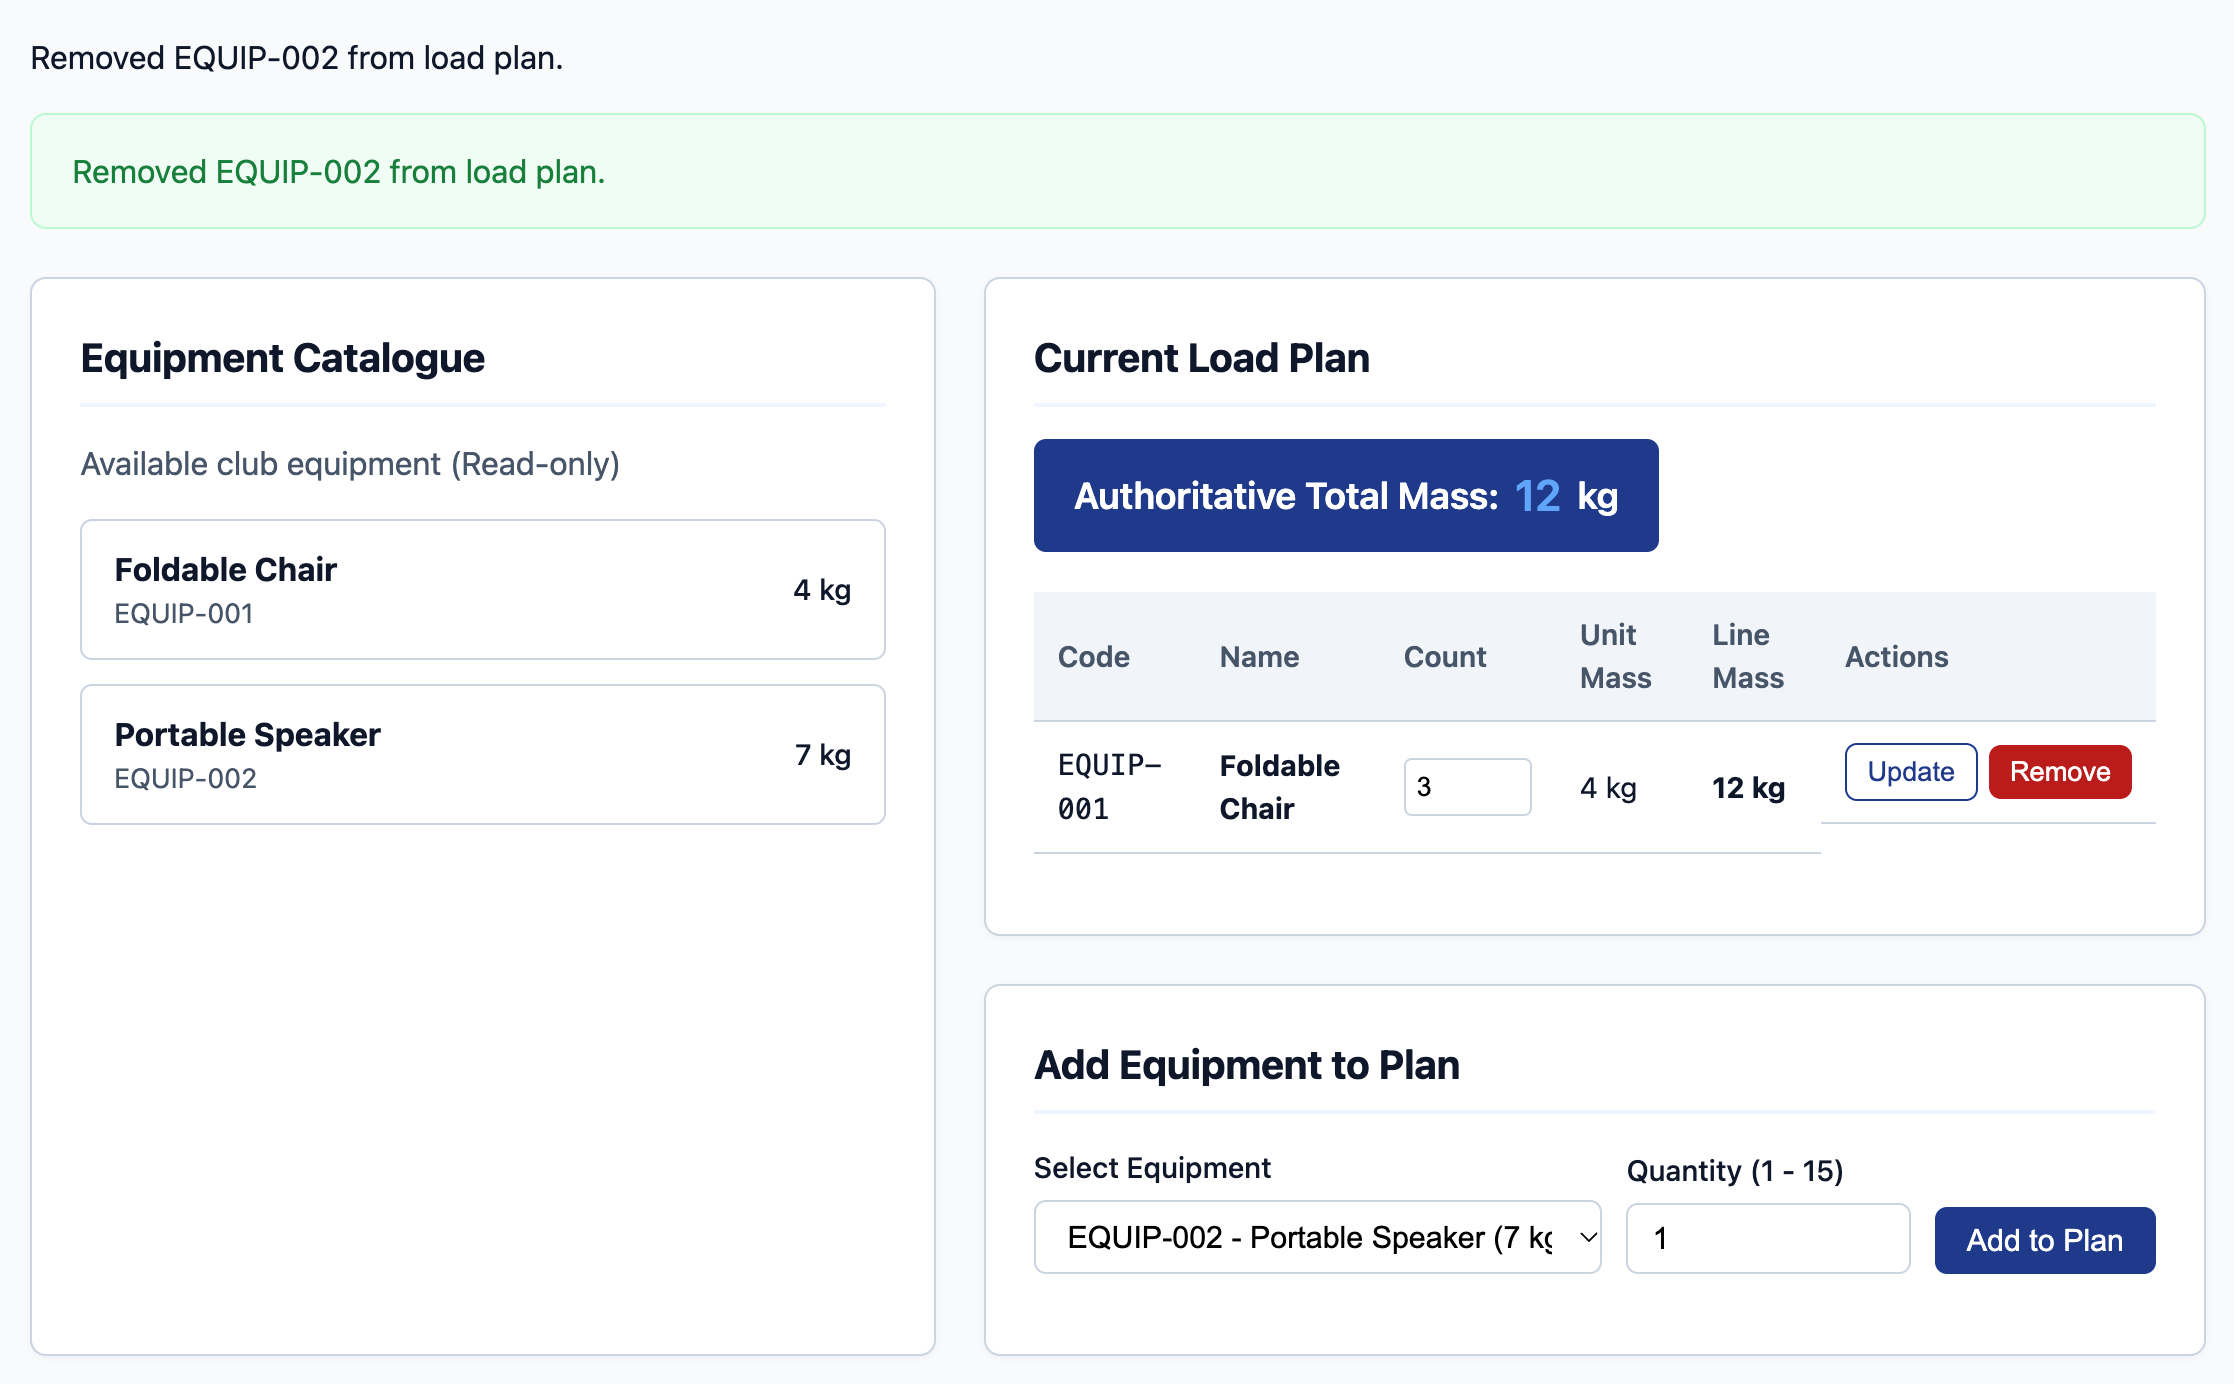 Removed EQUIP-002 from load plan.
Removed EQUIP-002 from load plan.
Equipment Catalogue
Available club equipment (Read-only)
Foldable Chair
EQUIP-001
4 kg
Portable Speaker
EQUIP-002
7 kg
Current Load Plan
Authoritative Total Mass: 12 kg
Code
Name
Count
Unit
Mass
Line
Mass
Actions
EQUIP-
001
Foldable
Chair
3
4 kg
12 kg
Update
Remove
Add Equipment to Plan
Select Equipment
EQUIP-002 - Portable Speaker (7 kg
Quantity (1 - 15)
1
Add to Plan